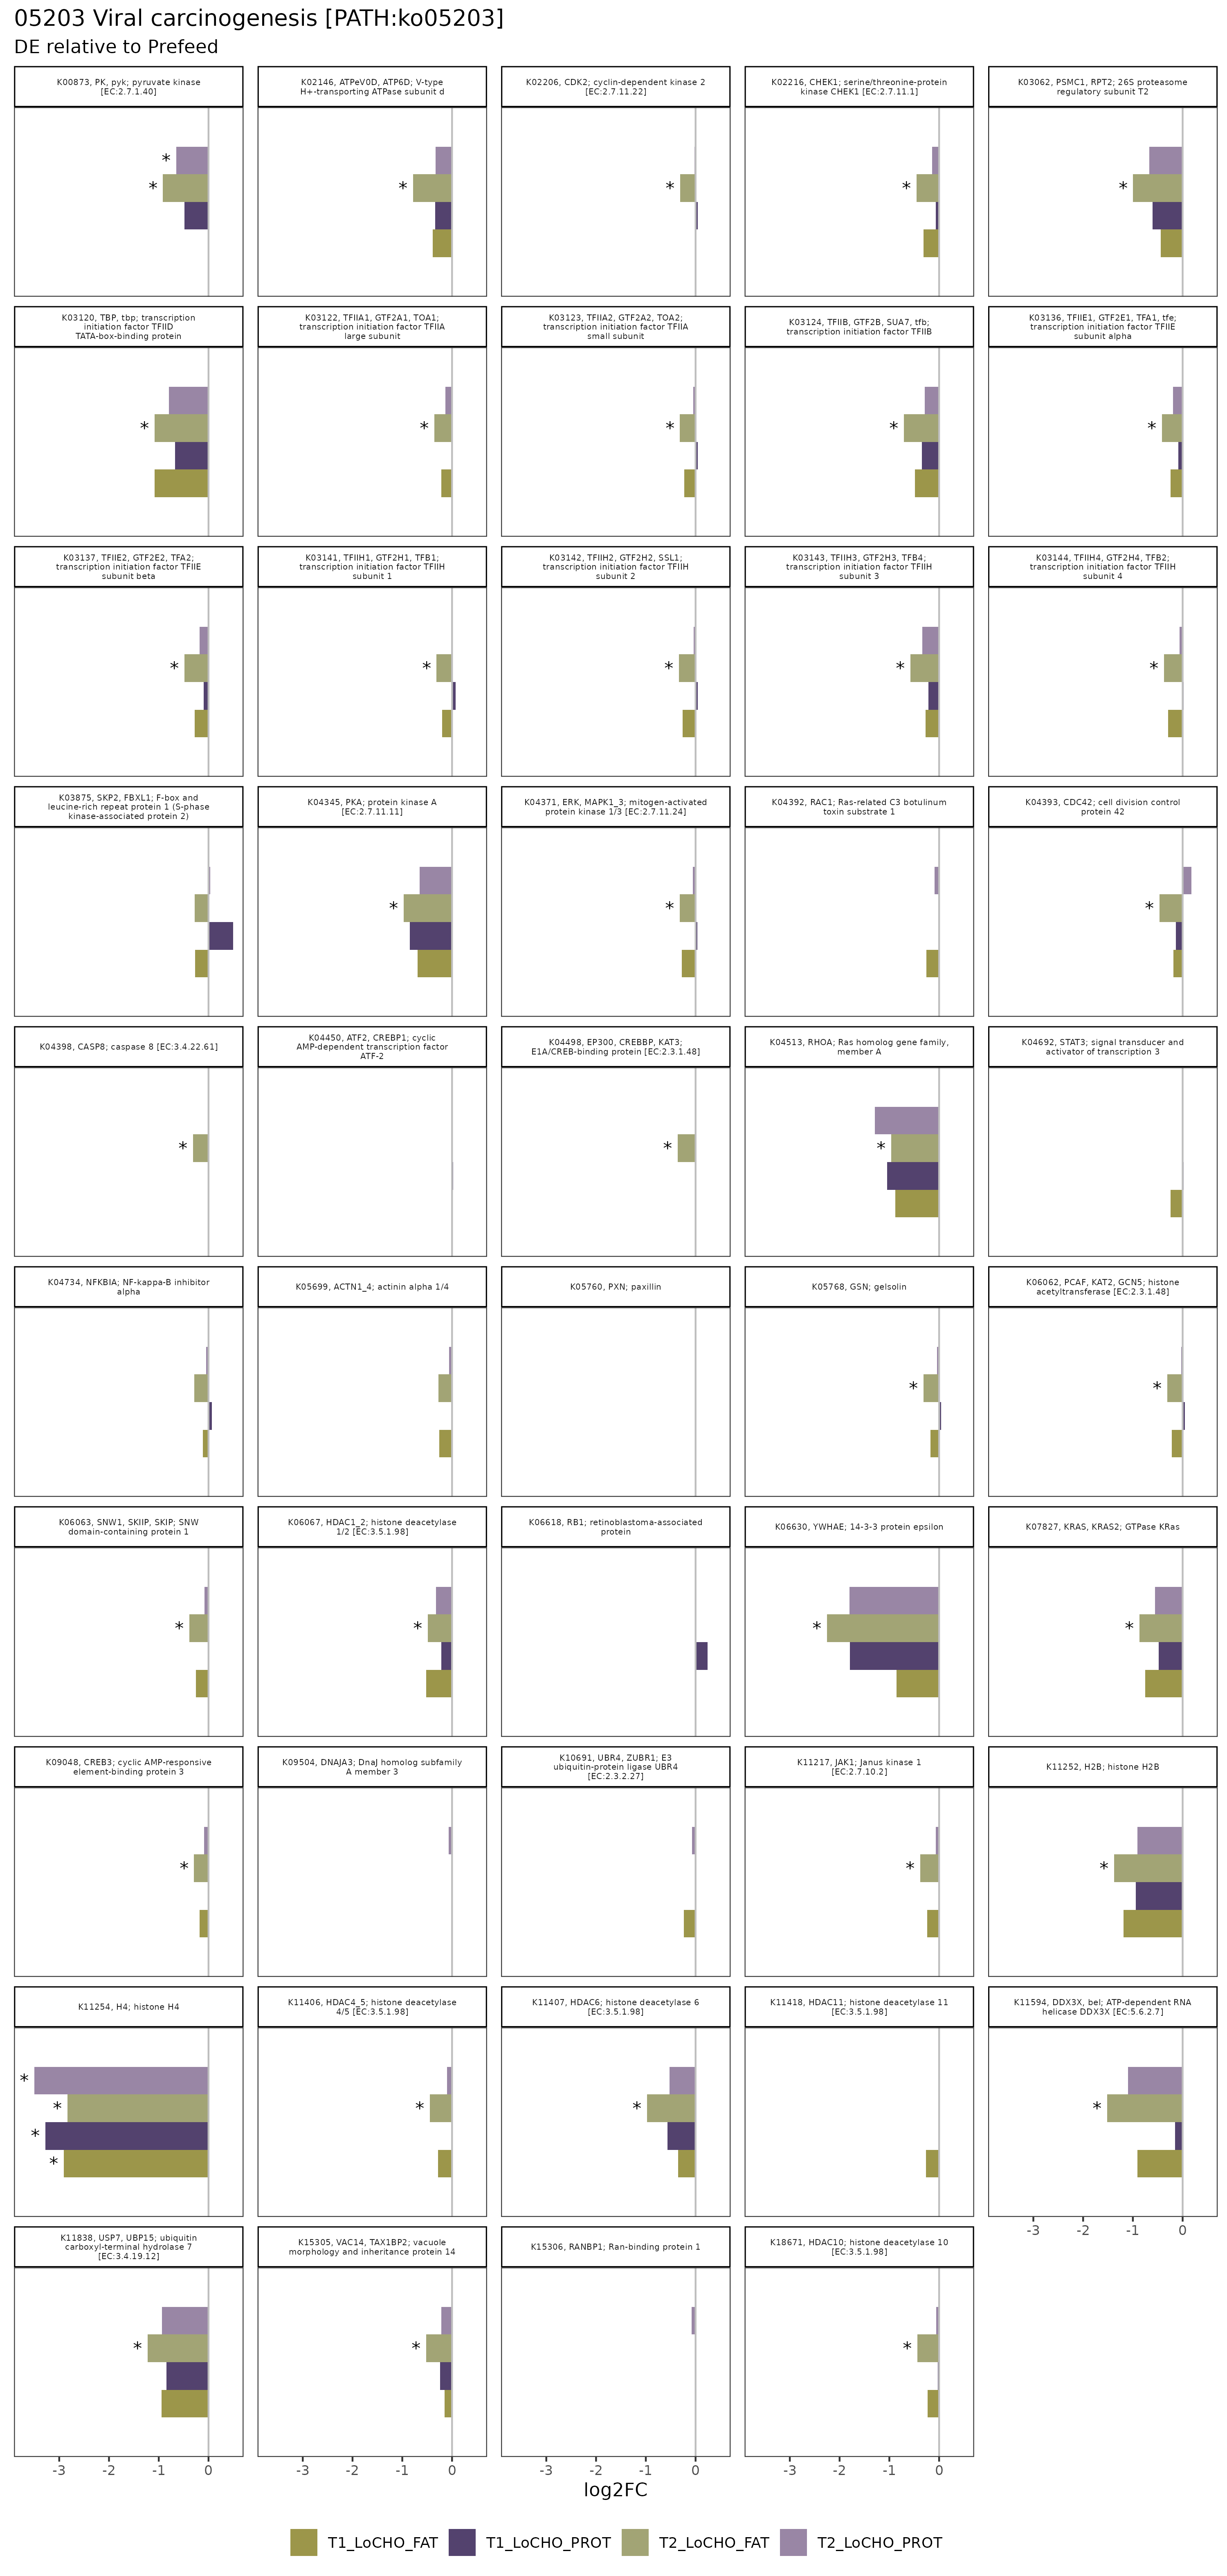 05203 Viral carcinogenesis [PATH:ko05203]
DE relative to Prefeed
K00873, PK, pyk; pyruvate kinase
[EC:2.7.1.40]
K02146, ATPeV0D, ATP6D; V-type
H+-transporting ATPase subunit d
K02206, CDK2; cyclin-dependent kinase 2
[EC:2.7.11.22]
K02216, CHEK1; serine/threonine-protein
kinase CHEK1 [EC:2.7.11.1]
K03062, PSMC1, RPT2; 26S proteasome
regulatory subunit T2
*
*
*
*
*
*
K03120, TBP, tbp; transcription
initiation factor TFIID
TATA-box-binding protein
K03122, TFIIA1, GTF2A1, TOA1;
transcription initiation factor TFIIA
large subunit
K03123, TFIIA2, GTF2A2, TOA2;
transcription initiation factor TFIIA
small subunit
K03124, TFIIB, GTF2B, SUA7, tfb;
transcription initiation factor TFIIB
K03136, TFIIE1, GTF2E1, TFA1, tfe;
transcription initiation factor TFIIE
subunit alpha
*
*
*
*
*
K03137, TFIIE2, GTF2E2, TFA2;
transcription initiation factor TFIIE
subunit beta
K03141, TFIIH1, GTF2H1, TFB1;
transcription initiation factor TFIIH
subunit 1
K03142, TFIIH2, GTF2H2, SSL1;
transcription initiation factor TFIIH
subunit 2
K03143, TFIIH3, GTF2H3, TFB4;
transcription initiation factor TFIIH
subunit 3
K03144, TFIIH4, GTF2H4, TFB2;
transcription initiation factor TFIIH
subunit 4
*
*
*
*
*
K03875, SKP2, FBXL1; F-box and
leucine-rich repeat protein 1 (S-phase
kinase-associated protein 2)
K04345, PKA; protein kinase A
[EC:2.7.11.11]
K04371, ERK, MAPK1_3; mitogen-activated
protein kinase 1/3 [EC:2.7.11.24]
K04392, RAC1; Ras-related C3 botulinum
toxin substrate 1
K04393, CDC42; cell division control
protein 42
*
*
*
K04398, CASP8; caspase 8 [EC:3.4.22.61]
K04450, ATF2, CREBP1; cyclic
AMP-dependent transcription factor
ATF-2
K04498, EP300, CREBBP, KAT3;
E1A/CREB-binding protein [EC:2.3.1.48]
K04513, RHOA; Ras homolog gene family,
member A
K04692, STAT3; signal transducer and
activator of transcription 3
*
*
*
K04734, NFKBIA; NF-kappa-B inhibitor
alpha
K05699, ACTN1_4; actinin alpha 1/4
K05760, PXN; paxillin
K05768, GSN; gelsolin
K06062, PCAF, KAT2, GCN5; histone
acetyltransferase [EC:2.3.1.48]
*
*
K06063, SNW1, SKIIP, SKIP; SNW
domain-containing protein 1
K06067, HDAC1_2; histone deacetylase
1/2 [EC:3.5.1.98]
K06618, RB1; retinoblastoma-associated
protein
K06630, YWHAE; 14-3-3 protein epsilon
K07827, KRAS, KRAS2; GTPase KRas
*
*
*
*
K09048, CREB3; cyclic AMP-responsive
element-binding protein 3
K09504, DNAJA3; DnaJ homolog subfamily
A member 3
K10691, UBR4, ZUBR1; E3
ubiquitin-protein ligase UBR4
[EC:2.3.2.27]
K11217, JAK1; Janus kinase 1
[EC:2.7.10.2]
K11252, H2B; histone H2B
*
*
*
K11254, H4; histone H4
K11406, HDAC4_5; histone deacetylase
4/5 [EC:3.5.1.98]
K11407, HDAC6; histone deacetylase 6
[EC:3.5.1.98]
K11418, HDAC11; histone deacetylase 11
[EC:3.5.1.98]
K11594, DDX3X, bel; ATP-dependent RNA
helicase DDX3X [EC:5.6.2.7]
*
*
*
*
*
*
*
-3 -2 -1 0
K11838, USP7, UBP15; ubiquitin
carboxyl-terminal hydrolase 7
[EC:3.4.19.12]
K15305, VAC14, TAX1BP2; vacuole
morphology and inheritance protein 14
K15306, RANBP1; Ran-binding protein 1
K18671, HDAC10; histone deacetylase 10
[EC:3.5.1.98]
*
*
*
-3 -2 -1 0
-3 -2 -1 0
-3 -2 -1 0
-3 -2 -1 0
log2FC
T1_LoCHO_FAT T1_LoCHO_PROT T2_LoCHO_FAT T2_LoCHO_PROT